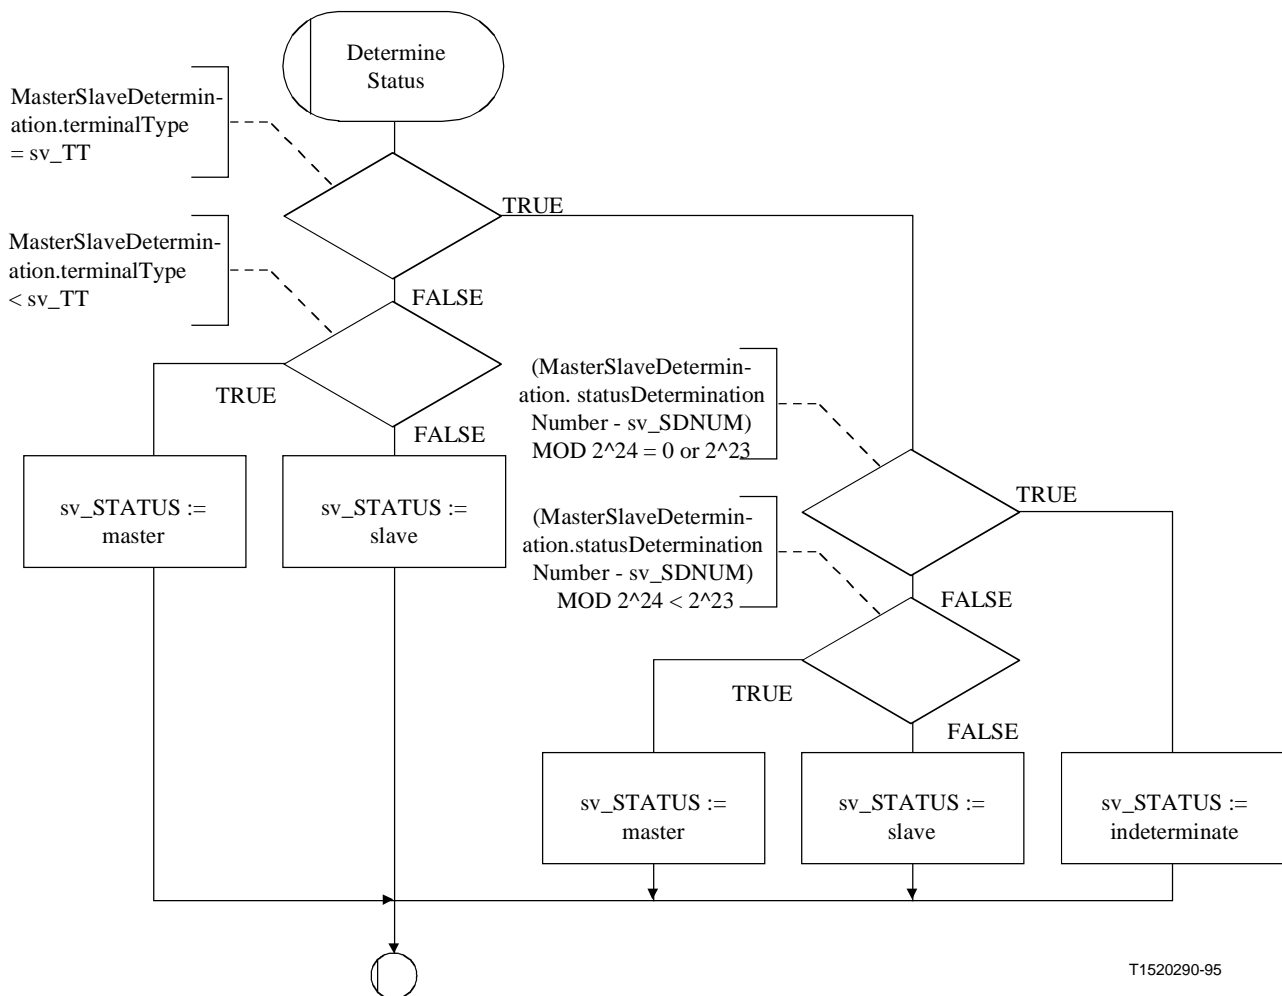 Determine
Status
MasterSlaveDetermin-
ation.terminalType
= sv_TT
TRUE
MasterSlaveDetermin-
ation.terminalType
< sv_TT
FALSE
TRUE
FALSE
(MasterSlaveDetermin-
ation. statusDetermination
Number - sv_SDNUM)
MOD 2^24 = 0 or 2^23
TRUE
sv_STATUS :=
master
sv_STATUS :=
slave
(MasterSlaveDetermin-
ation.statusDetermination
Number - sv_SDNUM)
MOD 2^24 < 2^23
FALSE
TRUE
FALSE
sv_STATUS :=
master
sv_STATUS :=
slave
sv_STATUS :=
indeterminate
T1520290-95